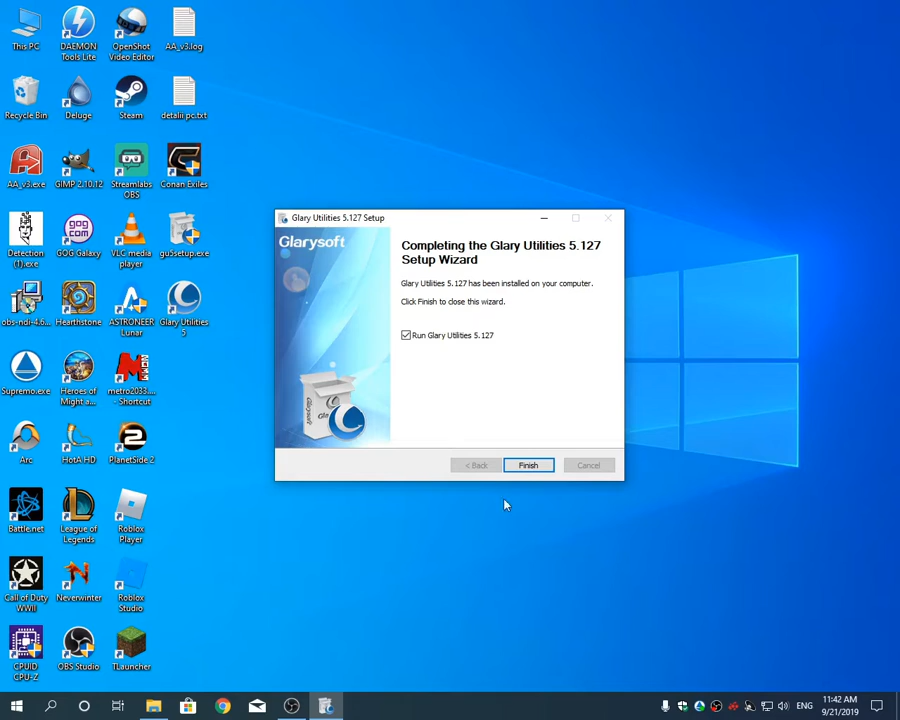 This PC
DAEMON
Tools Lite
OpenShot
Video Editor
AA_v3.log
Recycle Bin
Deluge
Steam
detalii pc.txt
AA_v3.exe
GIMP 2.10.12
Streamlabs
OBS
Conan Exiles
Detection
(1).exe
GOG Galaxy
VLC media
player
gu5setup.exe
obs-ndi-4.6...
Hearthstone
ASTRONEER
Lunar
Glary Utilities
5
Supremo.exe
Heroes of
Might a...
metro2033...
- Shortcut
Arc
HotA HD
PlanetSide 2
Battle.net
League of
Legends
Roblox
Player
Call of Duty
WWII
Neverwinter
Roblox
Studio
CPUID
CPU-Z
OBS Studio
TLauncher
Glary Utilities 5.127 Setup
Glarysoft
Completing the Glary Utilities 5.127
Setup Wizard
Glary Utilities 5.127 has been installed on your computer.
Click Finish to close this wizard.
Run Glary Utilities 5.127
< Back
Finish
Cancel
ENG
11:42 AM
9/21/2019